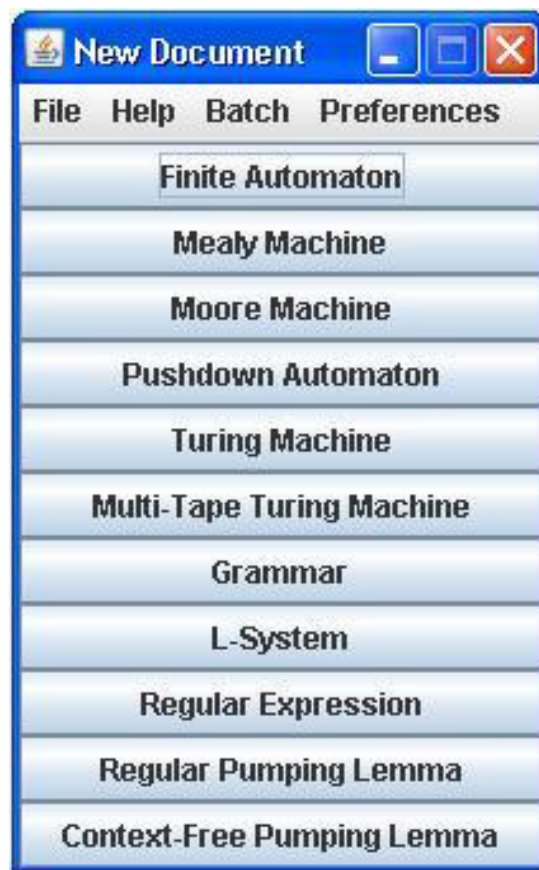 New Document
File Help Batch Preferences
Finite Automaton
Mealy Machine
Moore Machine
Pushdown Automaton
Turing Machine
Multi-Tape Turing Machine
Grammar
L-System
Regular Expression
Regular Pumping Lemma
Context-Free Pumping Lemma